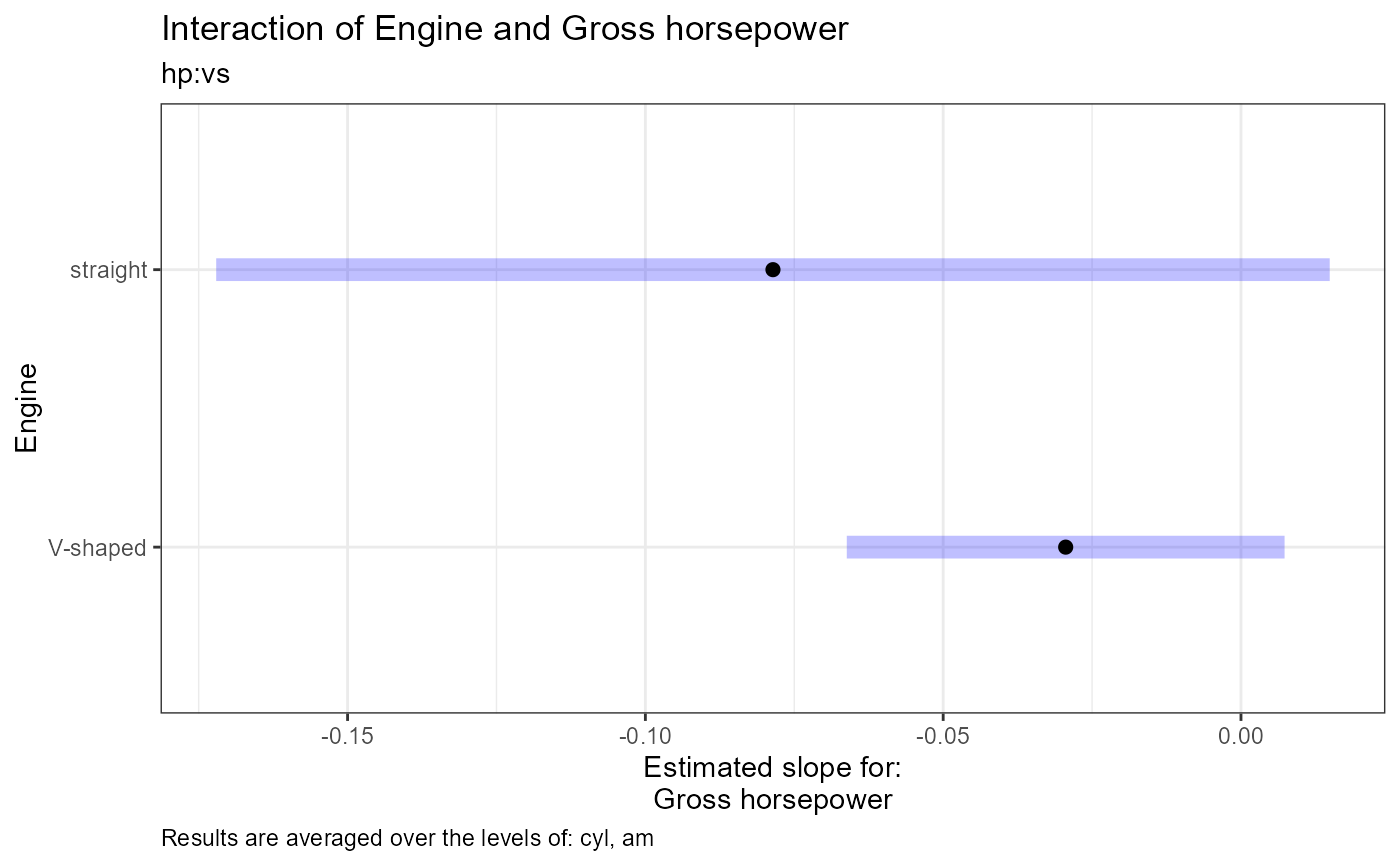 Interaction of Engine and Gross horsepower
hp:vs
straight
Engine
V-shaped
-0.15 -0.10 -0.05 0.00
Estimated slope for:
Gross horsepower
Results are averaged over the levels of: cyl, am